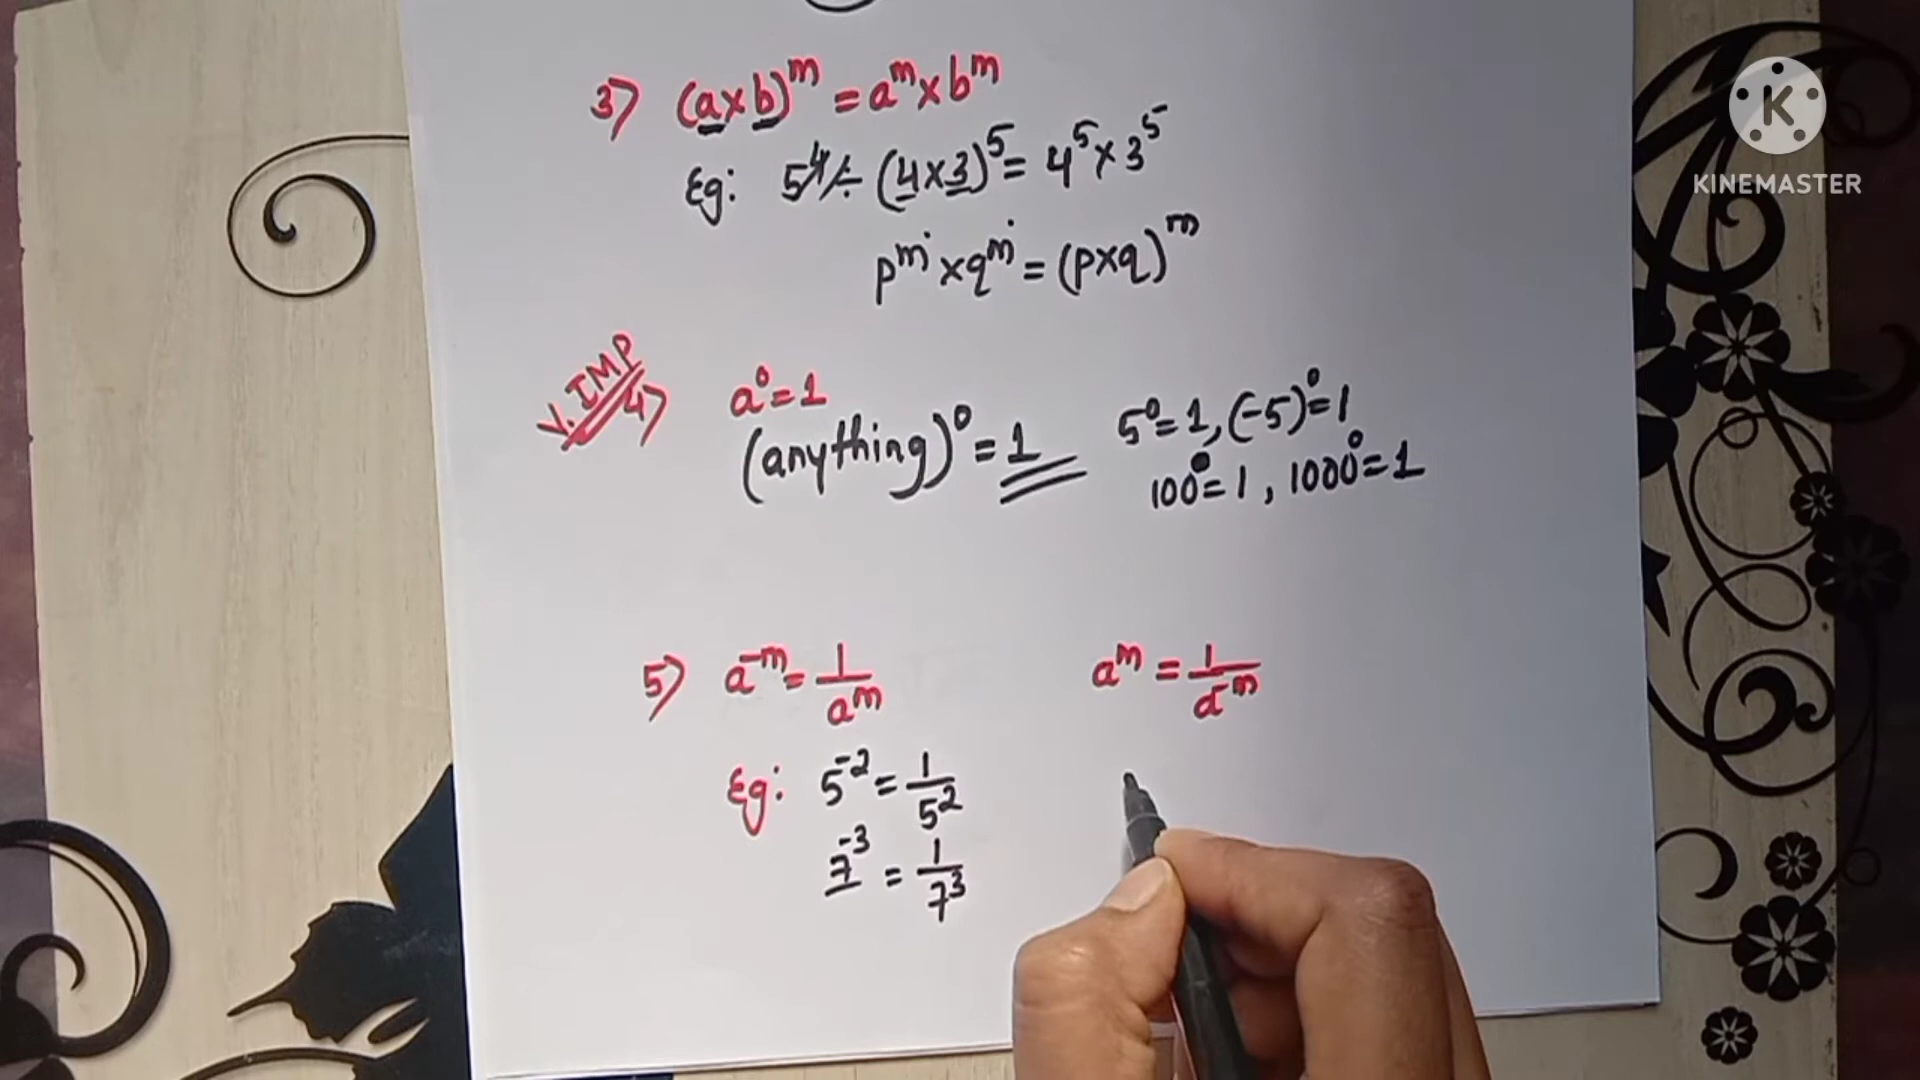 3) (a×b)^m = a^m × b^m
Eg: (4×3)^5 = 4^5 × 3^5
p^m × q^m = (p×q)^m
V. IMP
4) a^0 = 1
(anything)^0 = 1
5^0 = 1, (-5)^0 = 1
100^0 = 1, 1000^0 = 1
5) a^-m = 1/a^m
a^m = 1/a^-m
Eg: 5^-2 = 1/5^2
7^-3 = 1/7^3
K
KINEMASTER